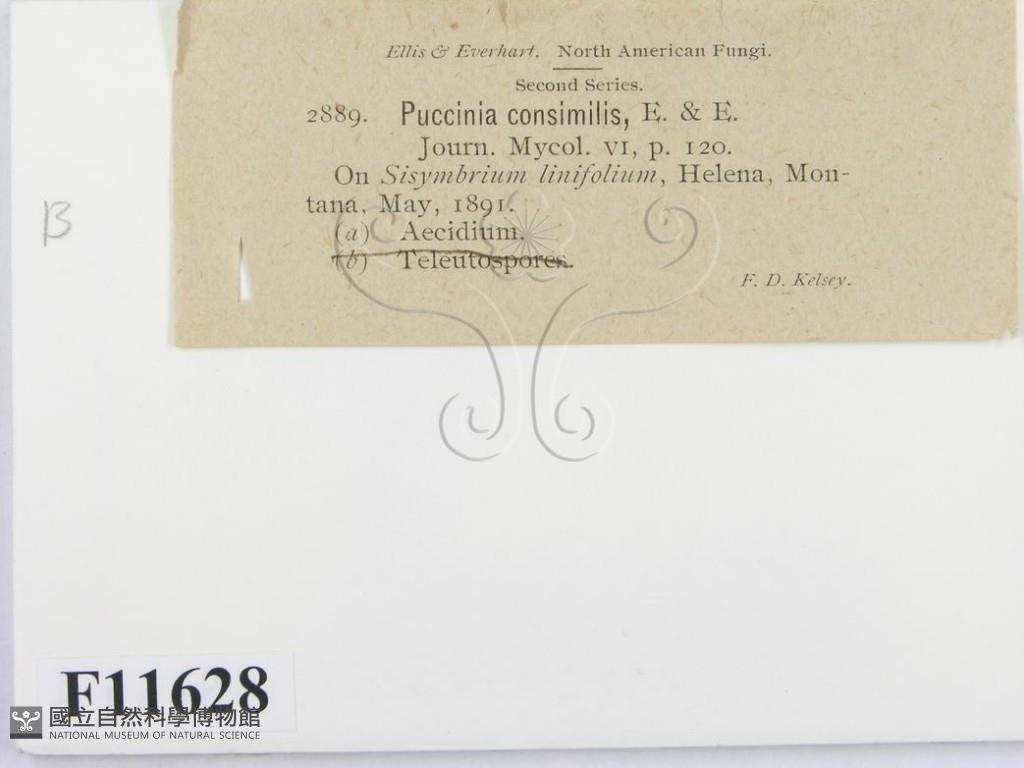 Ellis & Everhart. North American Fungi.
Second Series.
2889. Puccinia consimilis, E. & E.
Journ. Mycol. VI, p. 120.
On Sisymbrium linifolium, Helena, Mon-
tana, May, 1891.
(a) Aecidium.
(b) Teleutospores.
F. D. Kelsey.
B
F11628
國立自然科學博物館
NATIONAL MUSEUM OF NATURAL SCIENCE